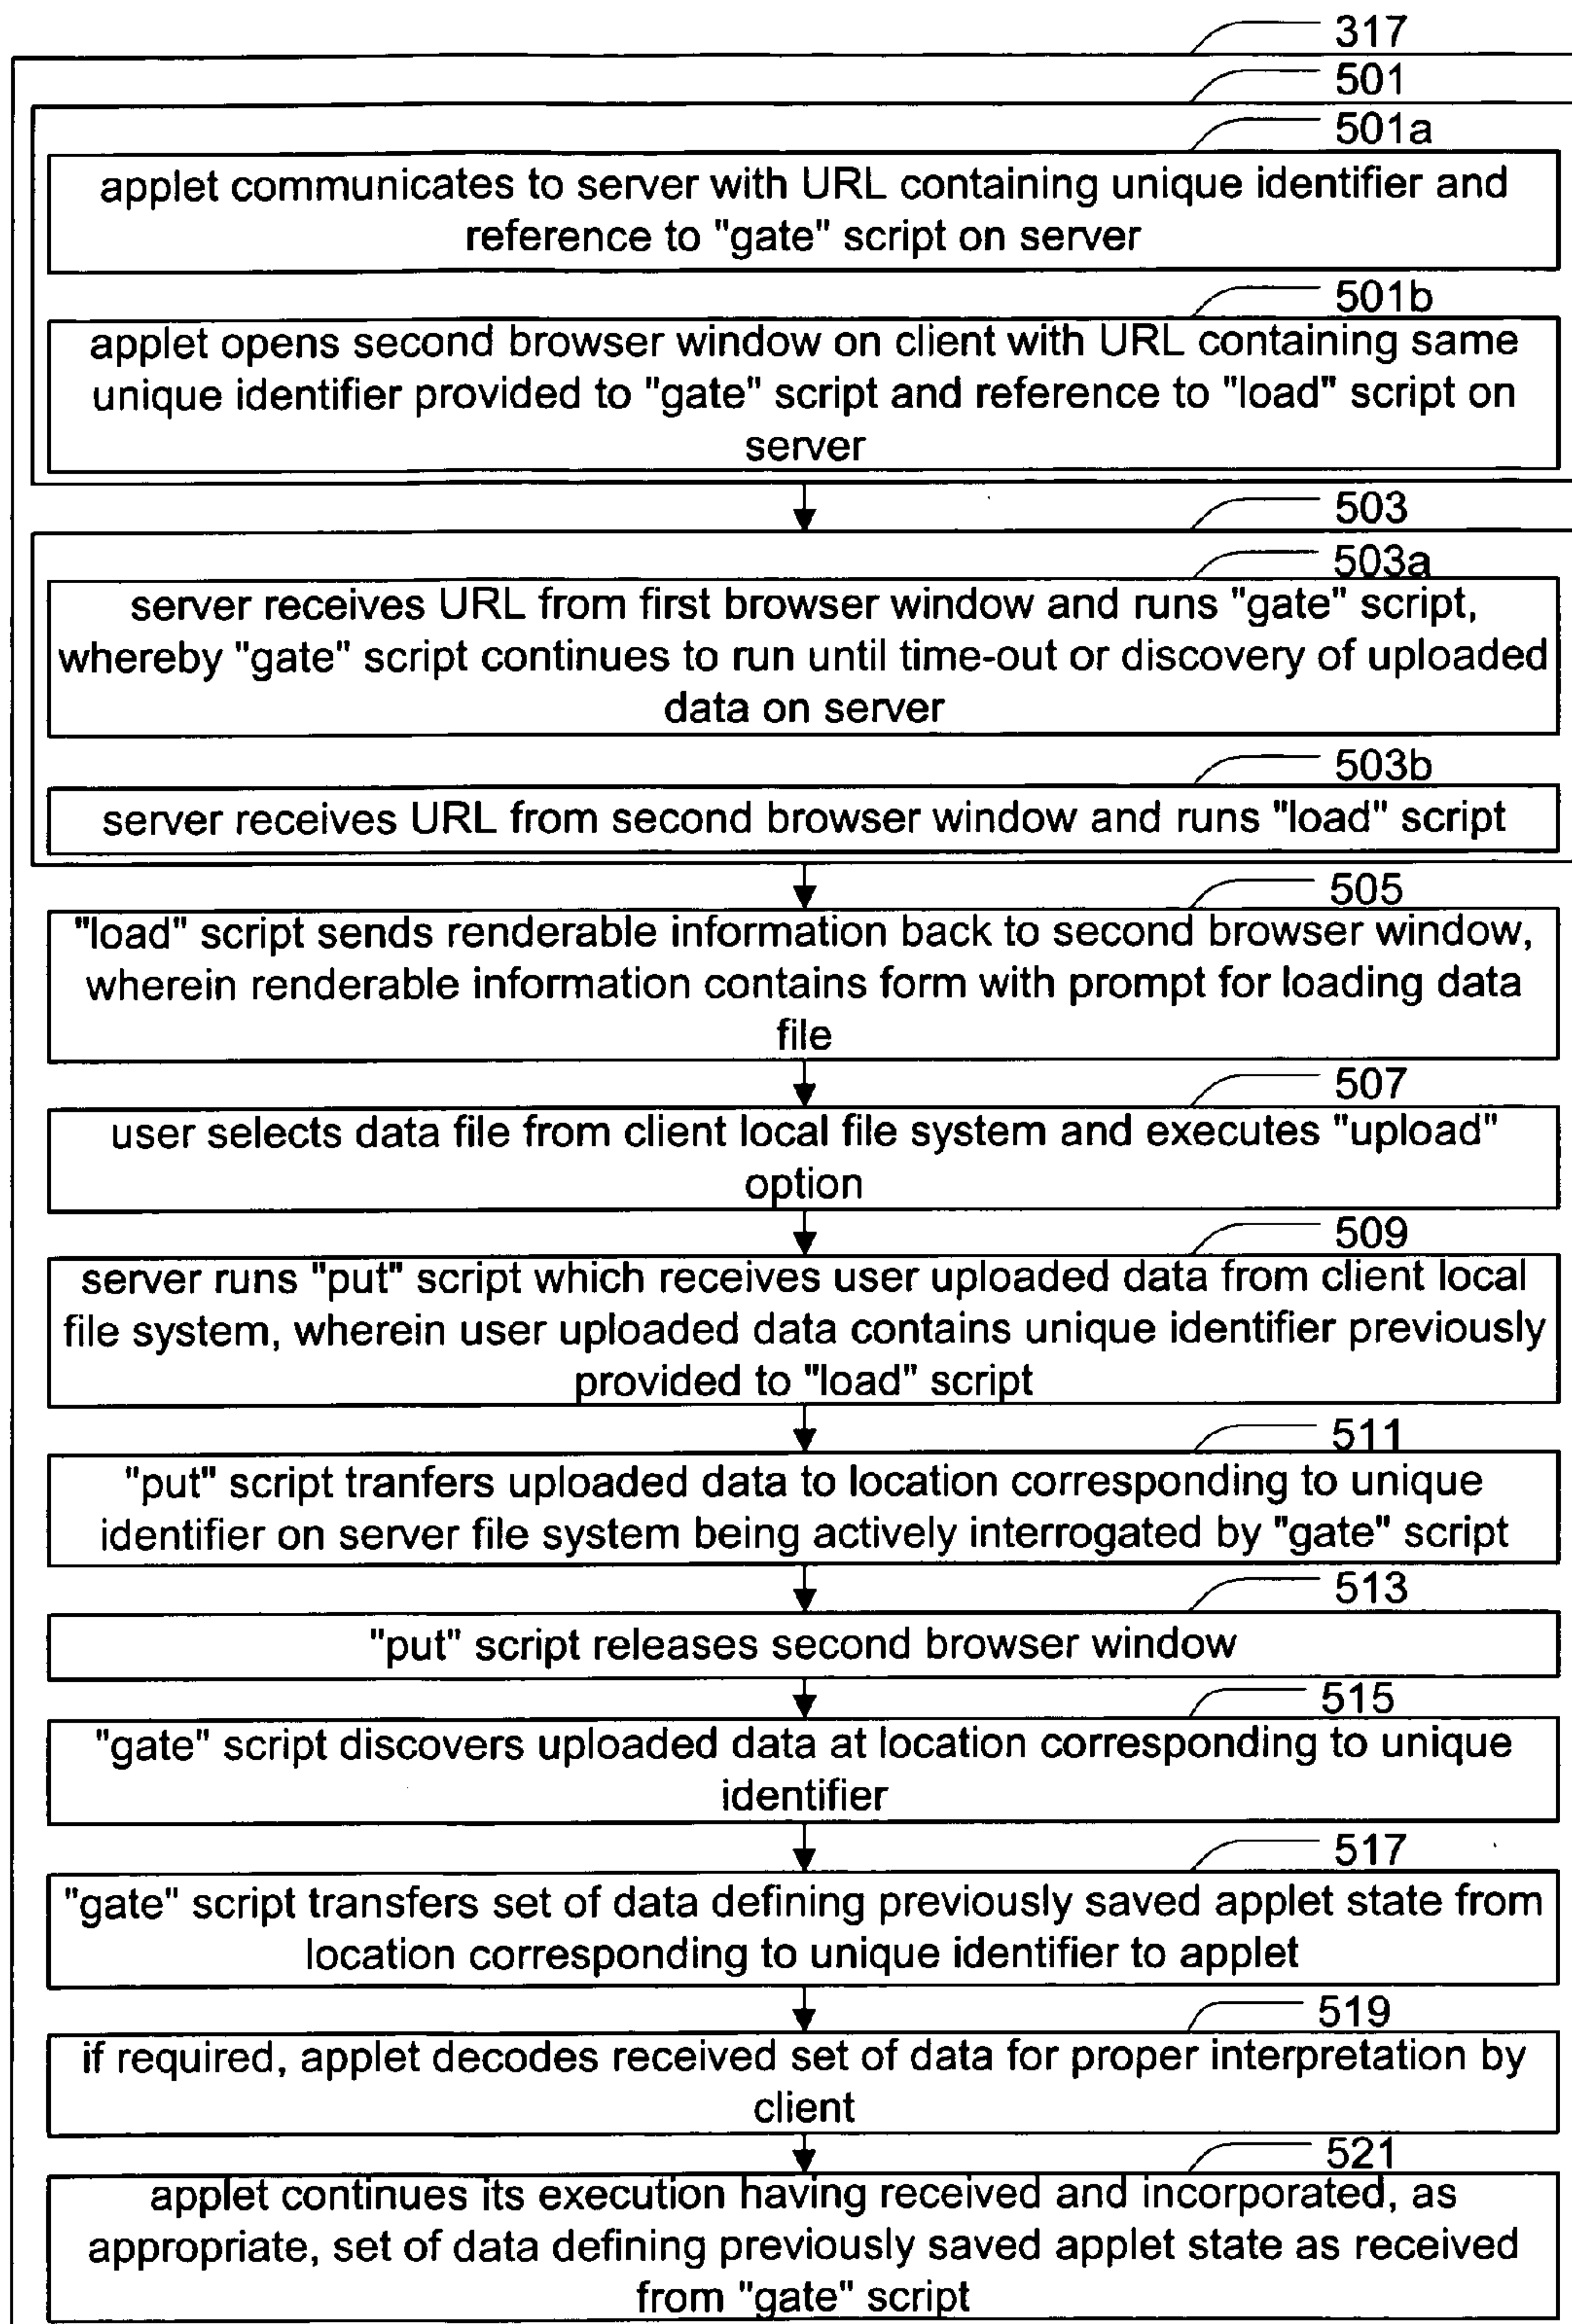 317
501
501a
applet communicates to server with URL containing unique identifier and
reference to "gate" script on server
501b
applet opens second browser window on client with URL containing same
unique identifier provided to "gate" script and reference to "load" script on
server
503
503a
server receives URL from first browser window and runs "gate" script,
whereby "gate" script continues to run until time-out or discovery of uploaded
data on server
503b
server receives URL from second browser window and runs "load" script
505
"load" script sends renderable information back to second browser window,
wherein renderable information contains form with prompt for loading data
file
507
user selects data file from client local file system and executes "upload"
option
509
server runs "put" script which receives user uploaded data from client local
file system, wherein user uploaded data contains unique identifier previously
provided to "load" script
511
"put" script tranfers uploaded data to location corresponding to unique
identifier on server file system being actively interrogated by "gate" script
513
"put" script releases second browser window
515
"gate" script discovers uploaded data at location corresponding to unique
identifier
517
"gate" script transfers set of data defining previously saved applet state from
location corresponding to unique identifier to applet
519
if required, applet decodes received set of data for proper interpretation by
client
521
applet continues its execution having received and incorporated, as
appropriate, set of data defining previously saved applet state as received
from "gate" script